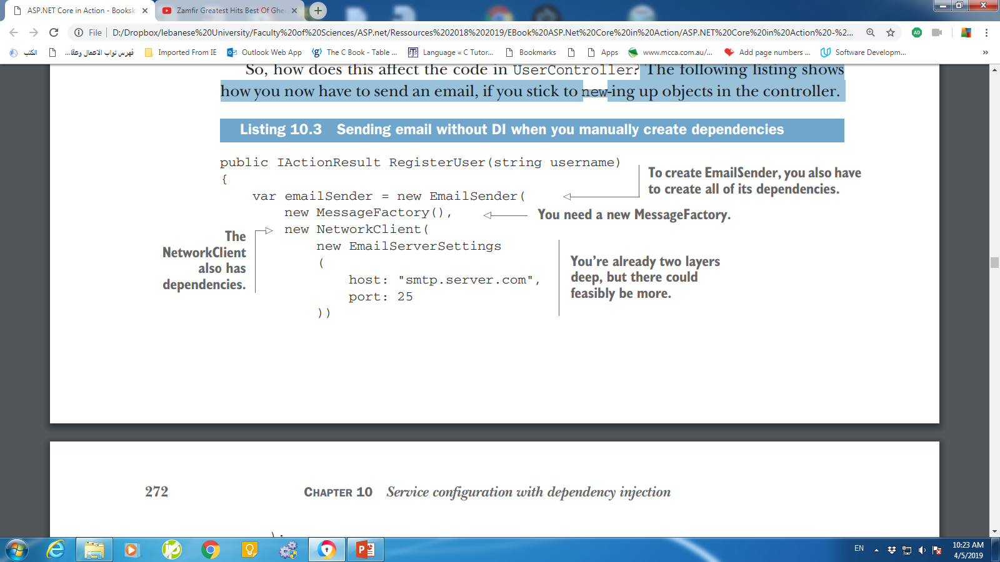 ASP.NET Core in Action - Booksk
Zamfir Greatest Hits Best Of Ghe
File
D:/Dropbox/lebanese%20University/Faculty%20of%20Sciences/ASP.net/Ressources%202018%202019/EBook%20ASP.Net%20Core%20in%20Action/ASP.NET%20Core%20in%20Action%20-%2...
AD
الكتب
فهرس ثواب الاعمال وعقا...
Imported From IE
Outlook Web App
The C Book - Table ...
Language « C Tutor...
Bookmarks
Apps
www.mcca.com.au/...
Add page numbers ...
Software Developm...
»
So, how does this affect the code in UserController? The following listing shows
how you now have to send an email, if you stick to new-ing up objects in the controller.
Listing 10.3 Sending email without DI when you manually create dependencies
public IActionResult RegisterUser(string username)
{
var emailSender = new EmailSender(
new MessageFactory(),
new NetworkClient(
new EmailServerSettings
(
host: "smtp.server.com",
port: 25
))
To create EmailSender, you also have
to create all of its dependencies.
You need a new MessageFactory.
The
NetworkClient
also has
dependencies.
You're already two layers
deep, but there could
feasibly be more.
272
CHAPTER 10 Service configuration with dependency injection
);
EN
10:23 AM
4/5/2019